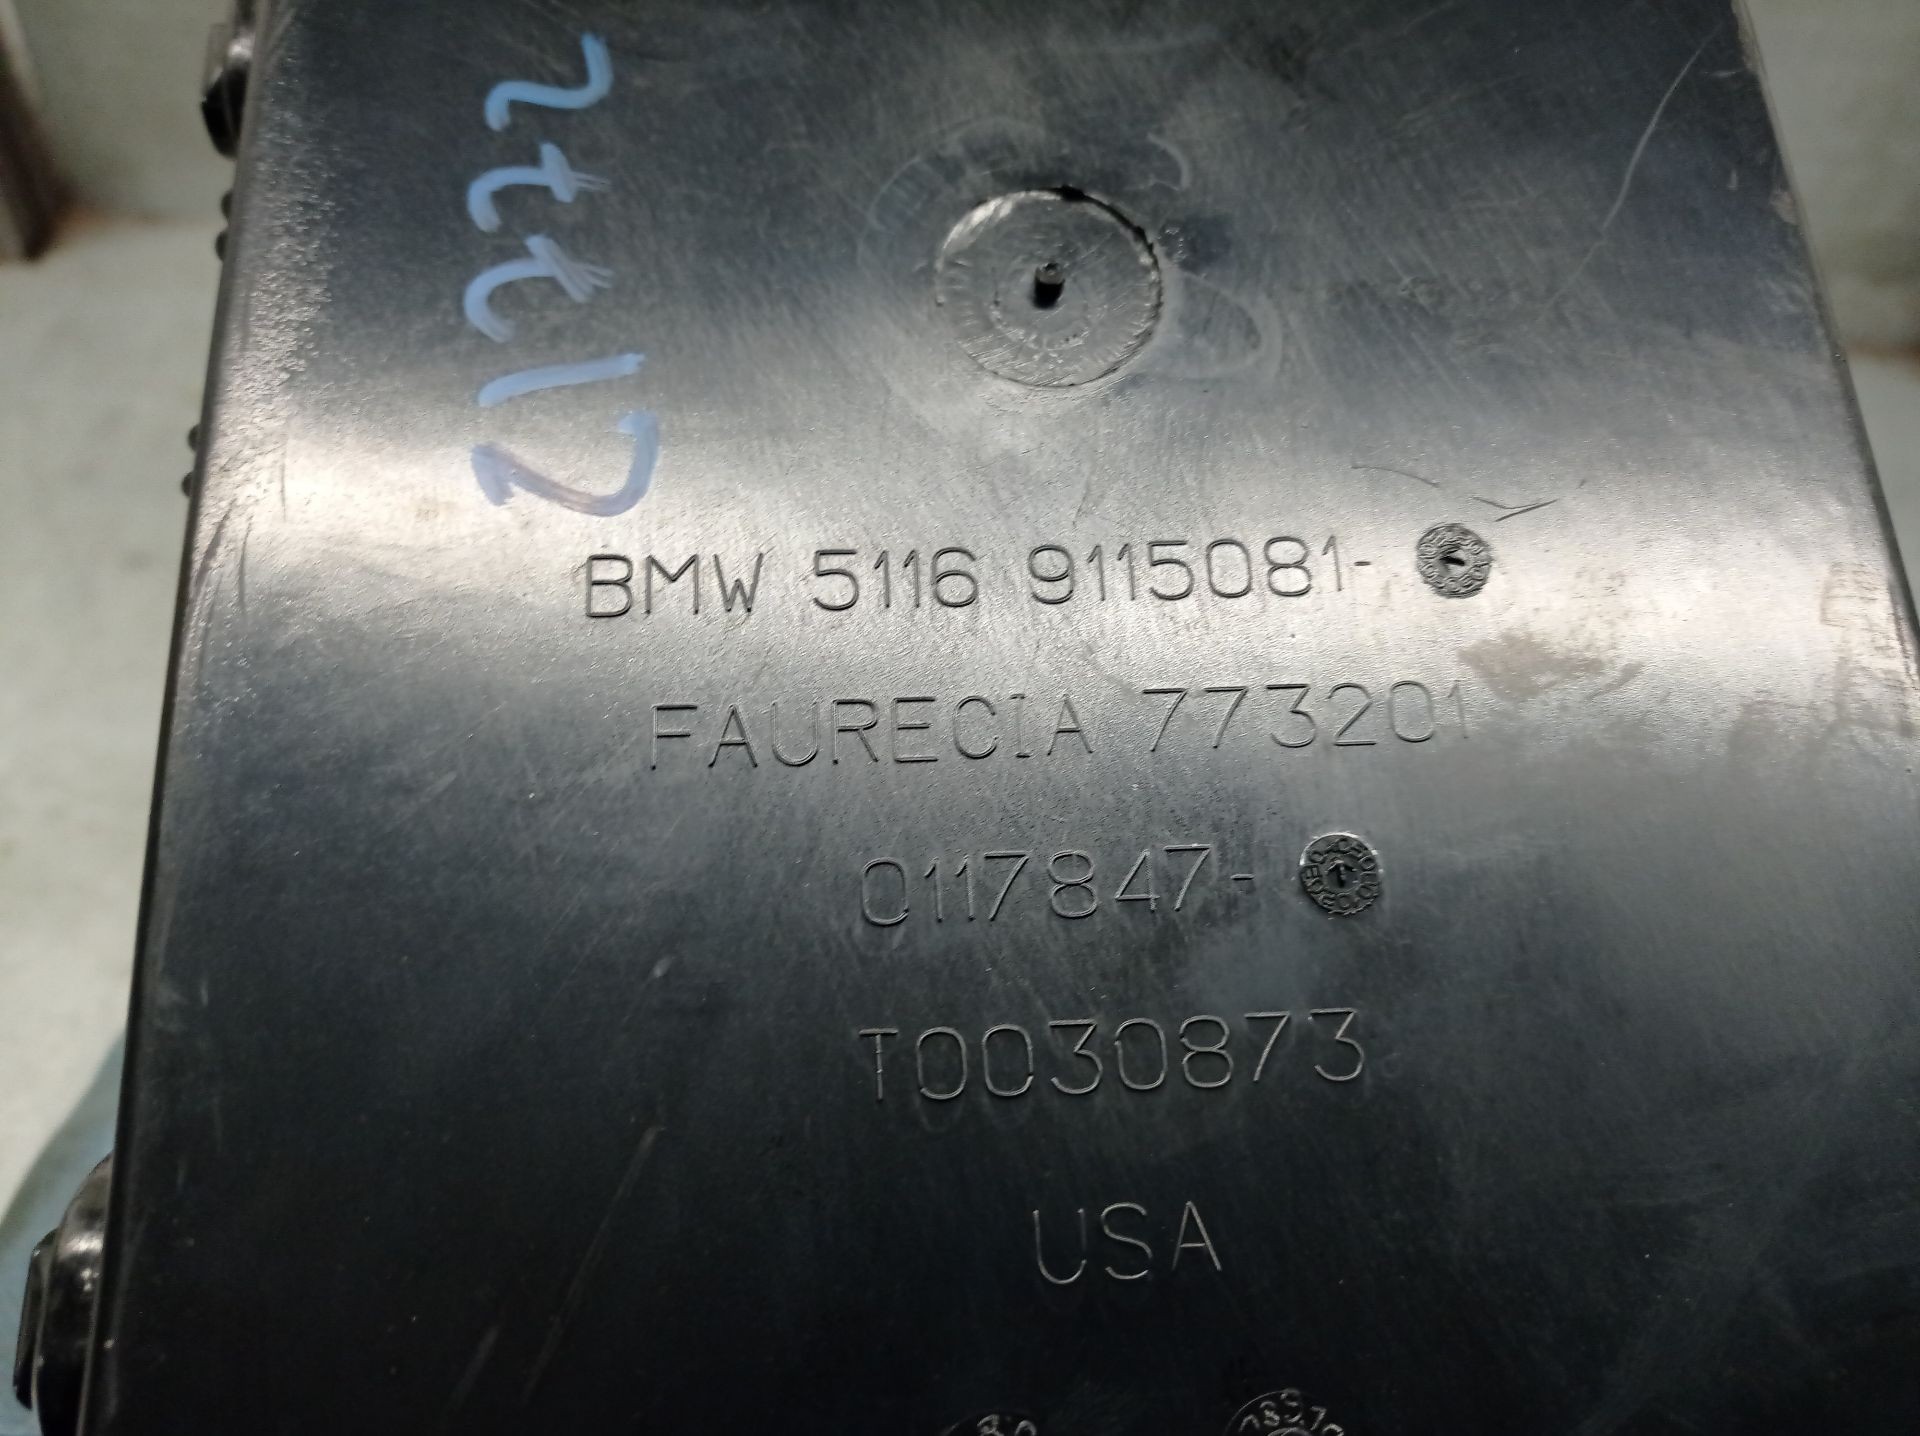 BMW 5116 9115081-
FAURECIA 773201
0117847-
T0030873
USA